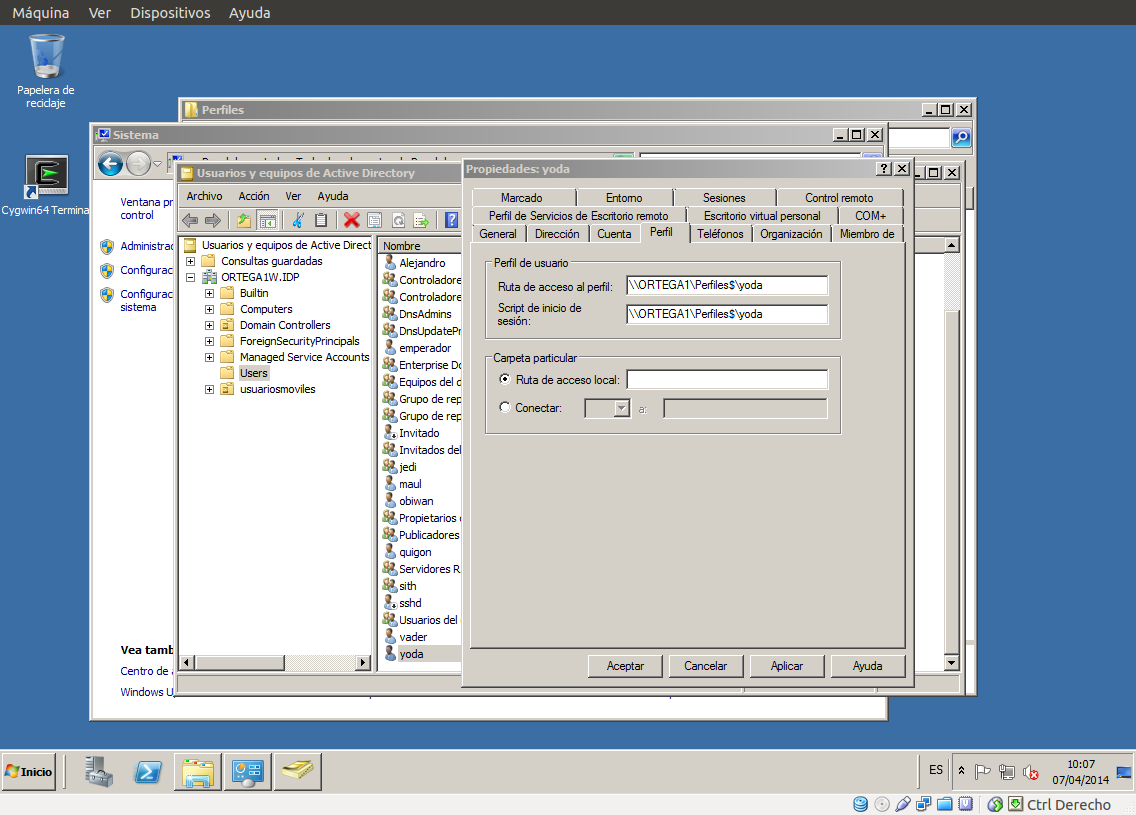 Máquina Ver Dispositivos Ayuda
Papelera de
reciclaje
Cygwin64 Termina
Perfiles
Sistema
Ventana pr
control
Administrac
Configurac
Configurac
sistema
Vea tamb
Centro de a
Windows U
Usuarios y equipos de Active Directory
Archivo Acción Ver Ayuda
Usuarios y equipos de Active Direct
Consultas guardadas
ORTEGA1W.IDP
Builtin
Computers
Domain Controllers
ForeignSecurityPrincipals
Managed Service Accounts
Users
usuariosmoviles
Nombre
Alejandro
Controladore
Controladore
DnsAdmins
DnsUpdatePr
emperador
Enterprise Do
Equipos del d
Grupo de rep
Grupo de rep
Invitado
Invitados del
jedi
maul
obiwan
Propietarios
Publicadores
quigon
Servidores R
sith
sshd
Usuarios del
vader
yoda
Propiedades: yoda
Marcado Entorno Sesiones Control remoto
Perfil de Servicios de Escritorio remoto Escritorio virtual personal COM+
General Dirección Cuenta Perfil Teléfonos Organización Miembro de
Perfil de usuario
Ruta de acceso al perfil: \\ORTEGA1\Perfiles$\yoda
Script de inicio de
sesión: \\ORTEGA1\Perfiles$\yoda
Carpeta particular
Ruta de acceso local:
Conectar: a:
Aceptar Cancelar Aplicar Ayuda
Inicio
ES
10:07
07/04/2014
Ctrl Derecho